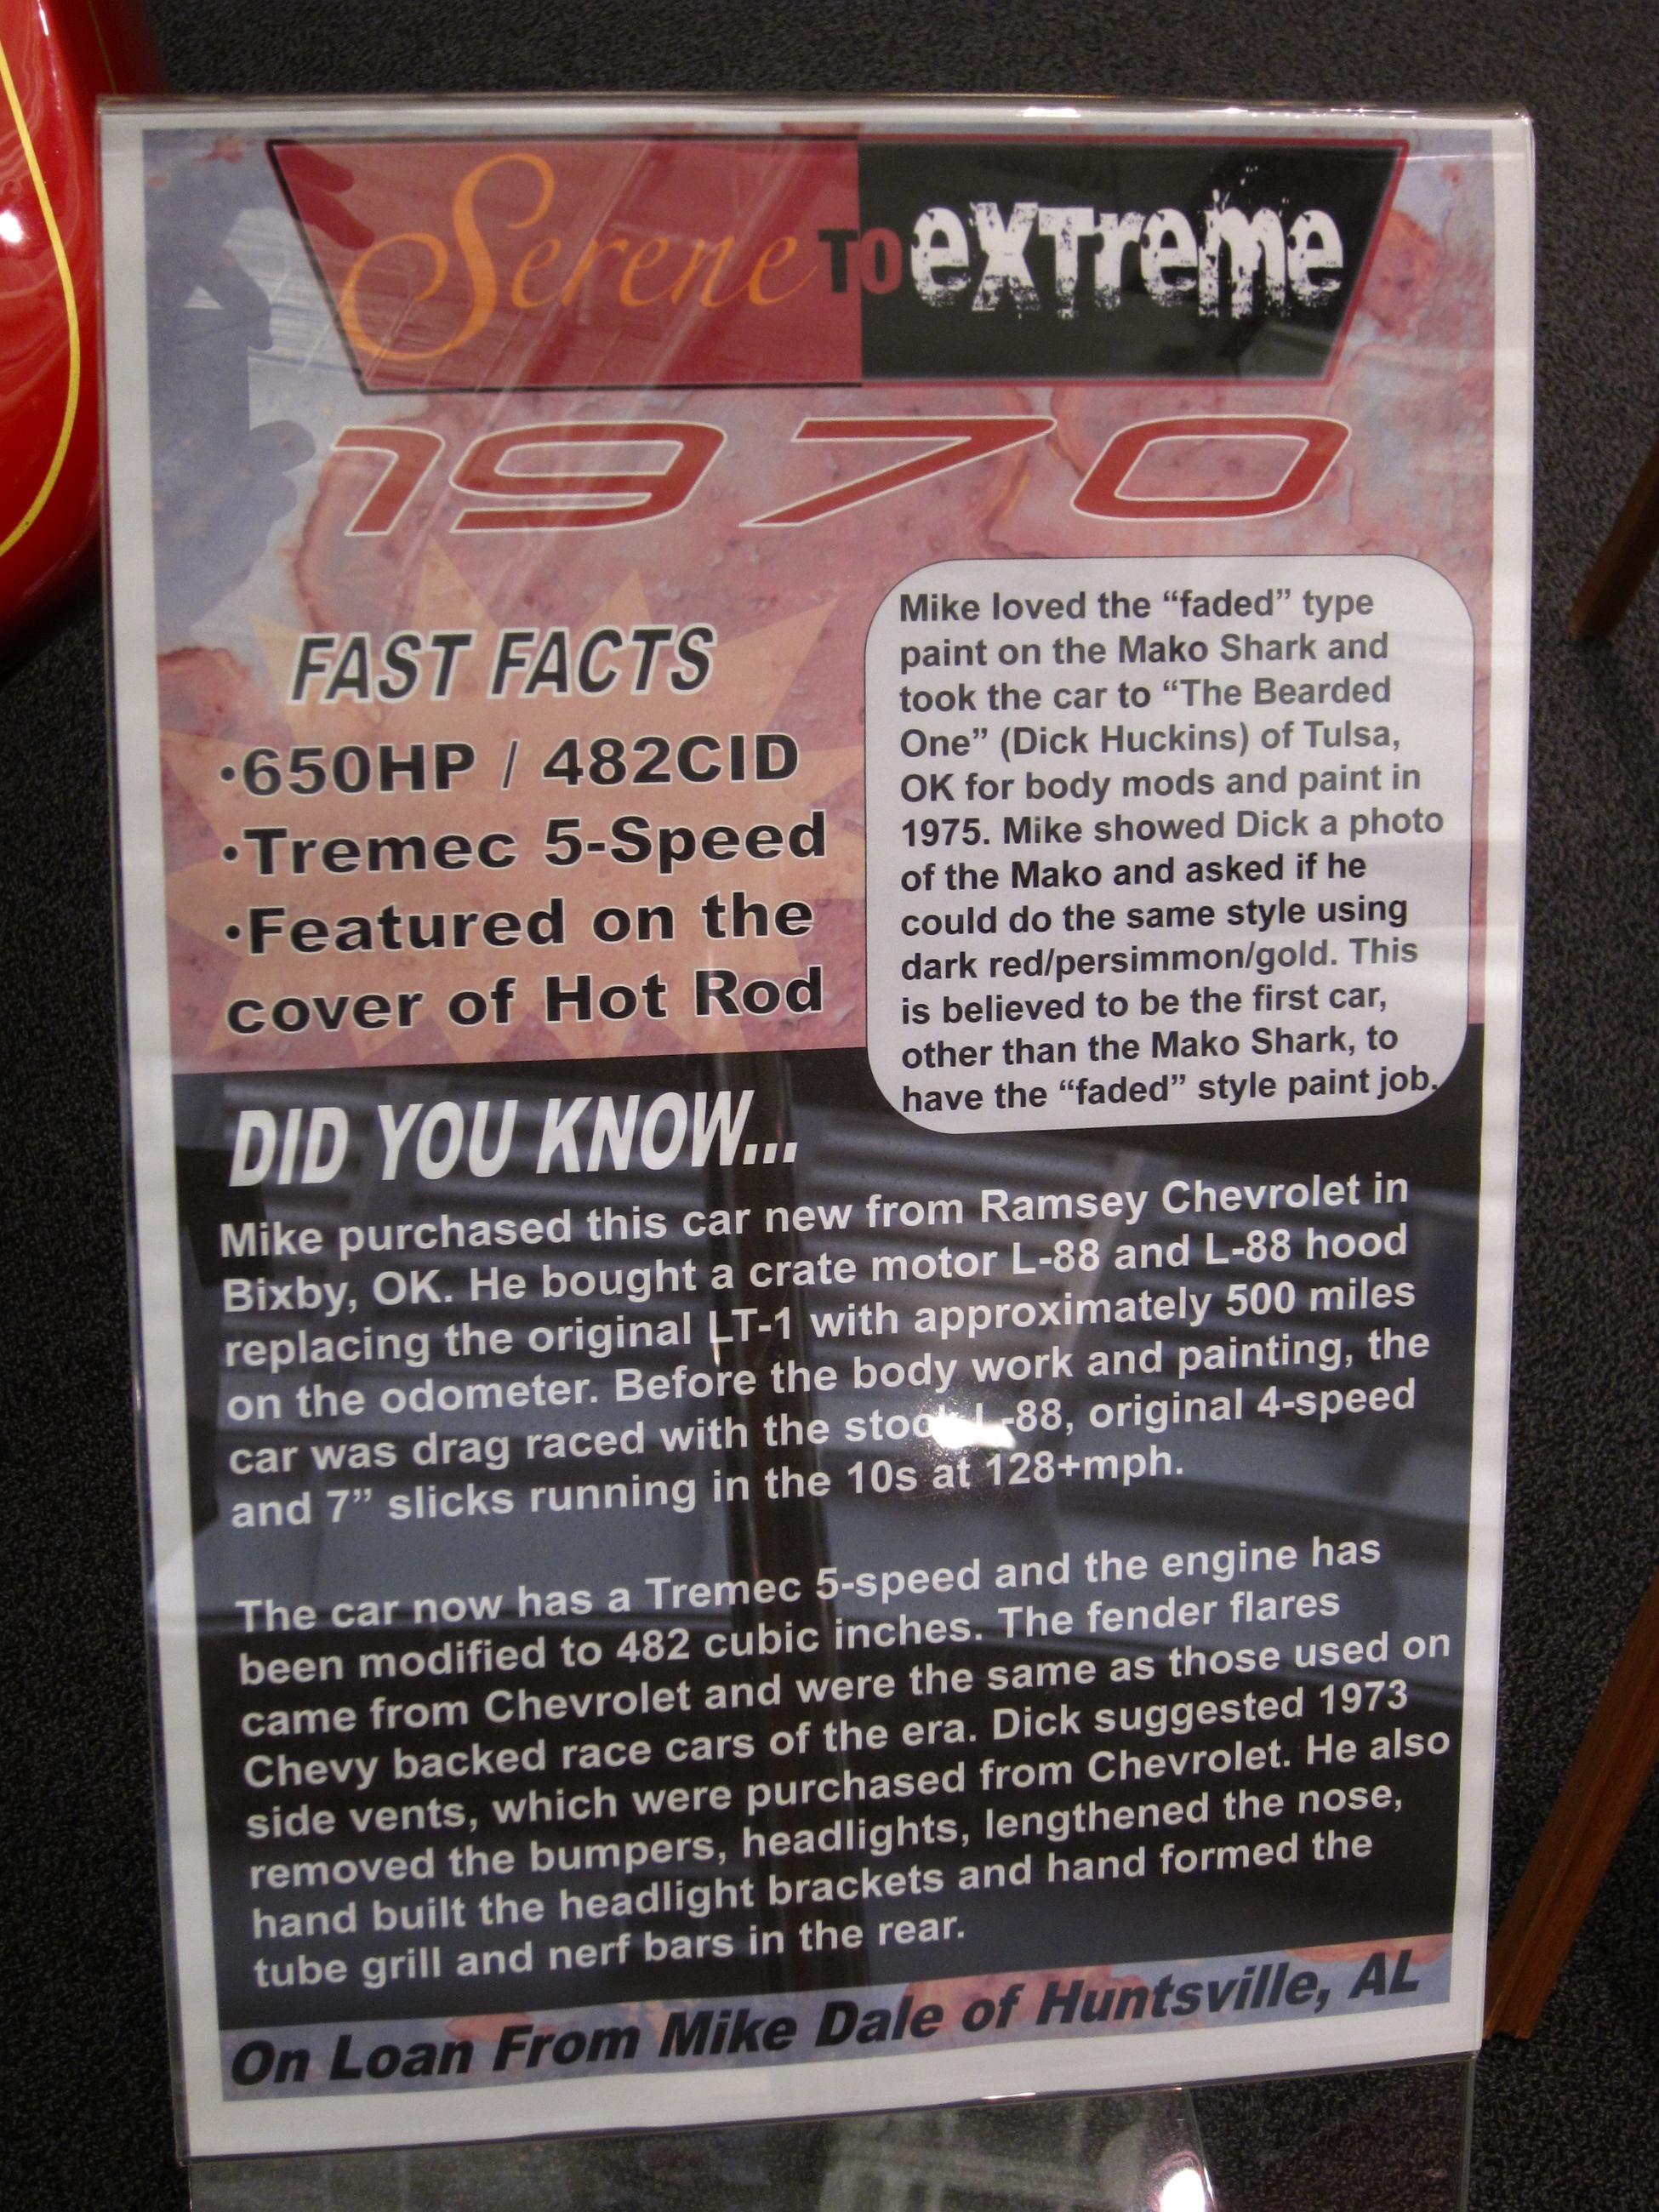 Serene TO extreme
1970
FAST FACTS
•650HP / 482CID
•Tremec 5-Speed
•Featured on the
cover of Hot Rod
Mike loved the “faded” type
paint on the Mako Shark and
took the car to “The Bearded
One” (Dick Huckins) of Tulsa,
OK for body mods and paint in
1975. Mike showed Dick a photo
of the Mako and asked if he
could do the same style using
dark red/persimmon/gold. This
is believed to be the first car,
other than the Mako Shark, to
have the “faded” style paint job.
DID YOU KNOW...
Mike purchased this car new from Ramsey Chevrolet in
Bixby, OK. He bought a crate motor L-88 and L-88 hood
replacing the original LT-1 with approximately 500 miles
on the odometer. Before the body work and painting, the
car was drag raced with the stock L-88, original 4-speed
and 7” slicks running in the 10s at 128+mph.
The car now has a Tremec 5-speed and the engine has
been modified to 482 cubic inches. The fender flares
came from Chevrolet and were the same as those used on
Chevy backed race cars of the era. Dick suggested 1973
side vents, which were purchased from Chevrolet. He also
removed the bumpers, headlights, lengthened the nose,
hand built the headlight brackets and hand formed the
tube grill and nerf bars in the rear.
On Loan From Mike Dale of Huntsville, AL